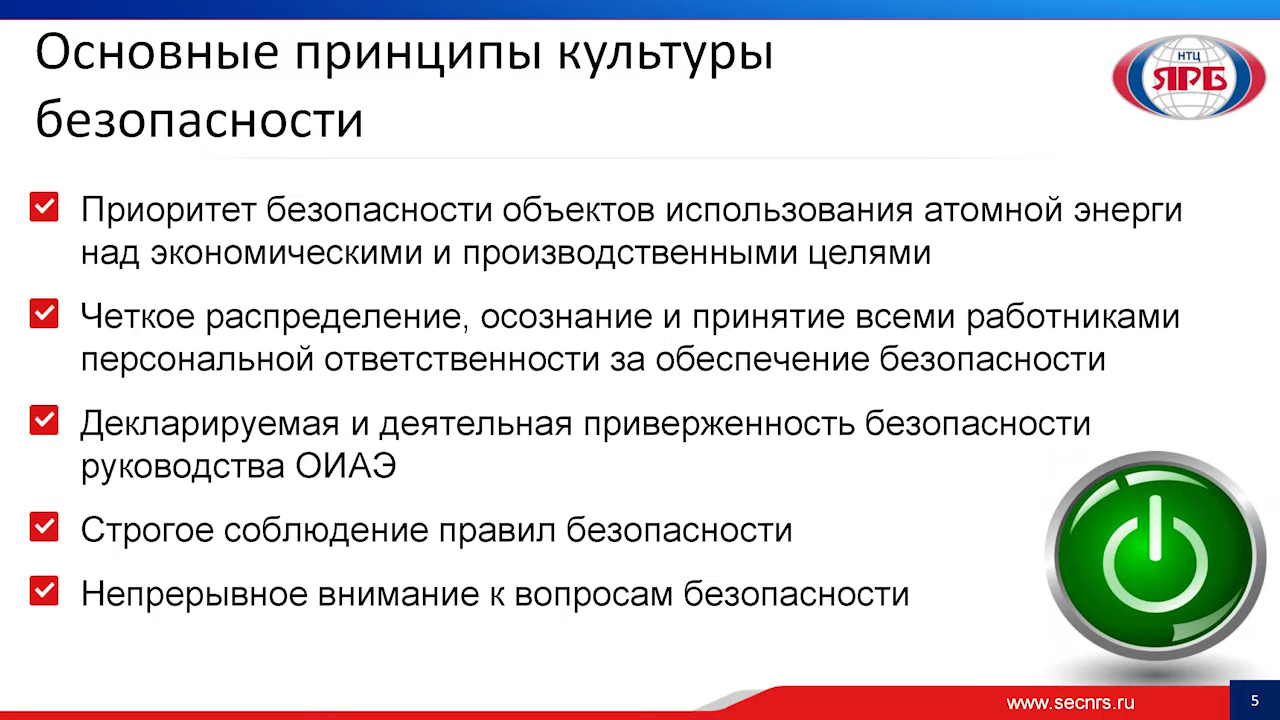 Основные принципы культуры
безопасности
НТЦ
ЯРБ
Приоритет безопасности объектов использования атомной энерги
над экономическими и производственными целями
Четкое распределение, осознание и принятие всеми работниками
персональной ответственности за обеспечение безопасности
Декларируемая и деятельная приверженность безопасности
руководства ОИАЭ
Строгое соблюдение правил безопасности
Непрерывное внимание к вопросам безопасности
www.secnrs.ru
5